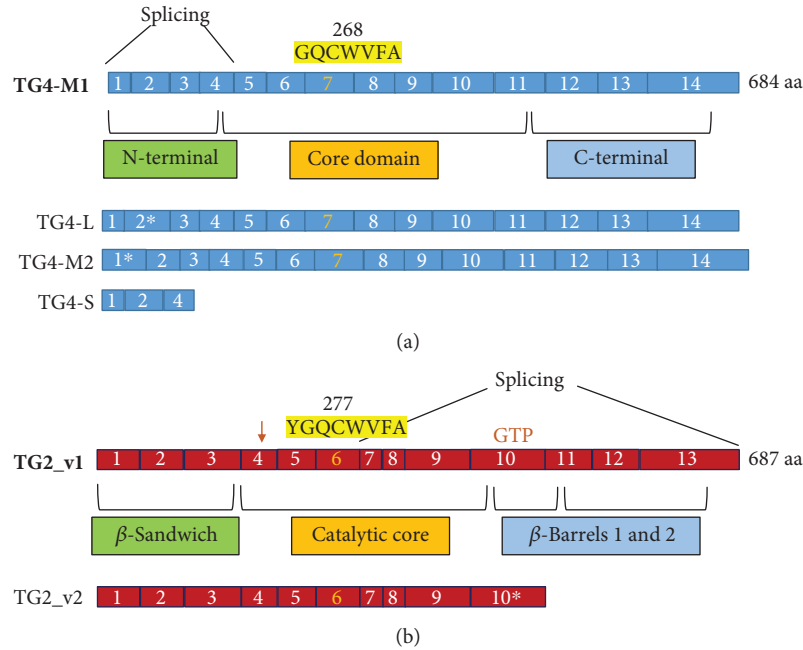 Splicing
268
GQCWVFA
TG4-M1 1 2 3 4 5 6 7 8 9 10 11 12 13 14 684 aa
N-terminal Core domain C-terminal
TG4-L 1 2* 3 4 5 6 7 8 9 10 11 12 13 14
TG4-M2 1* 2 3 4 5 6 7 8 9 10 11 12 13 14
TG4-S 1 2 4
(a)
Splicing
277
YGQCWVFA
GTP
TG2_v1 1 2 3 4 5 6 7 8 9 10 11 12 13 687 aa
β-Sandwich Catalytic core β-Barrels 1 and 2
TG2_v2 1 2 3 4 5 6 7 8 9 10*
(b)